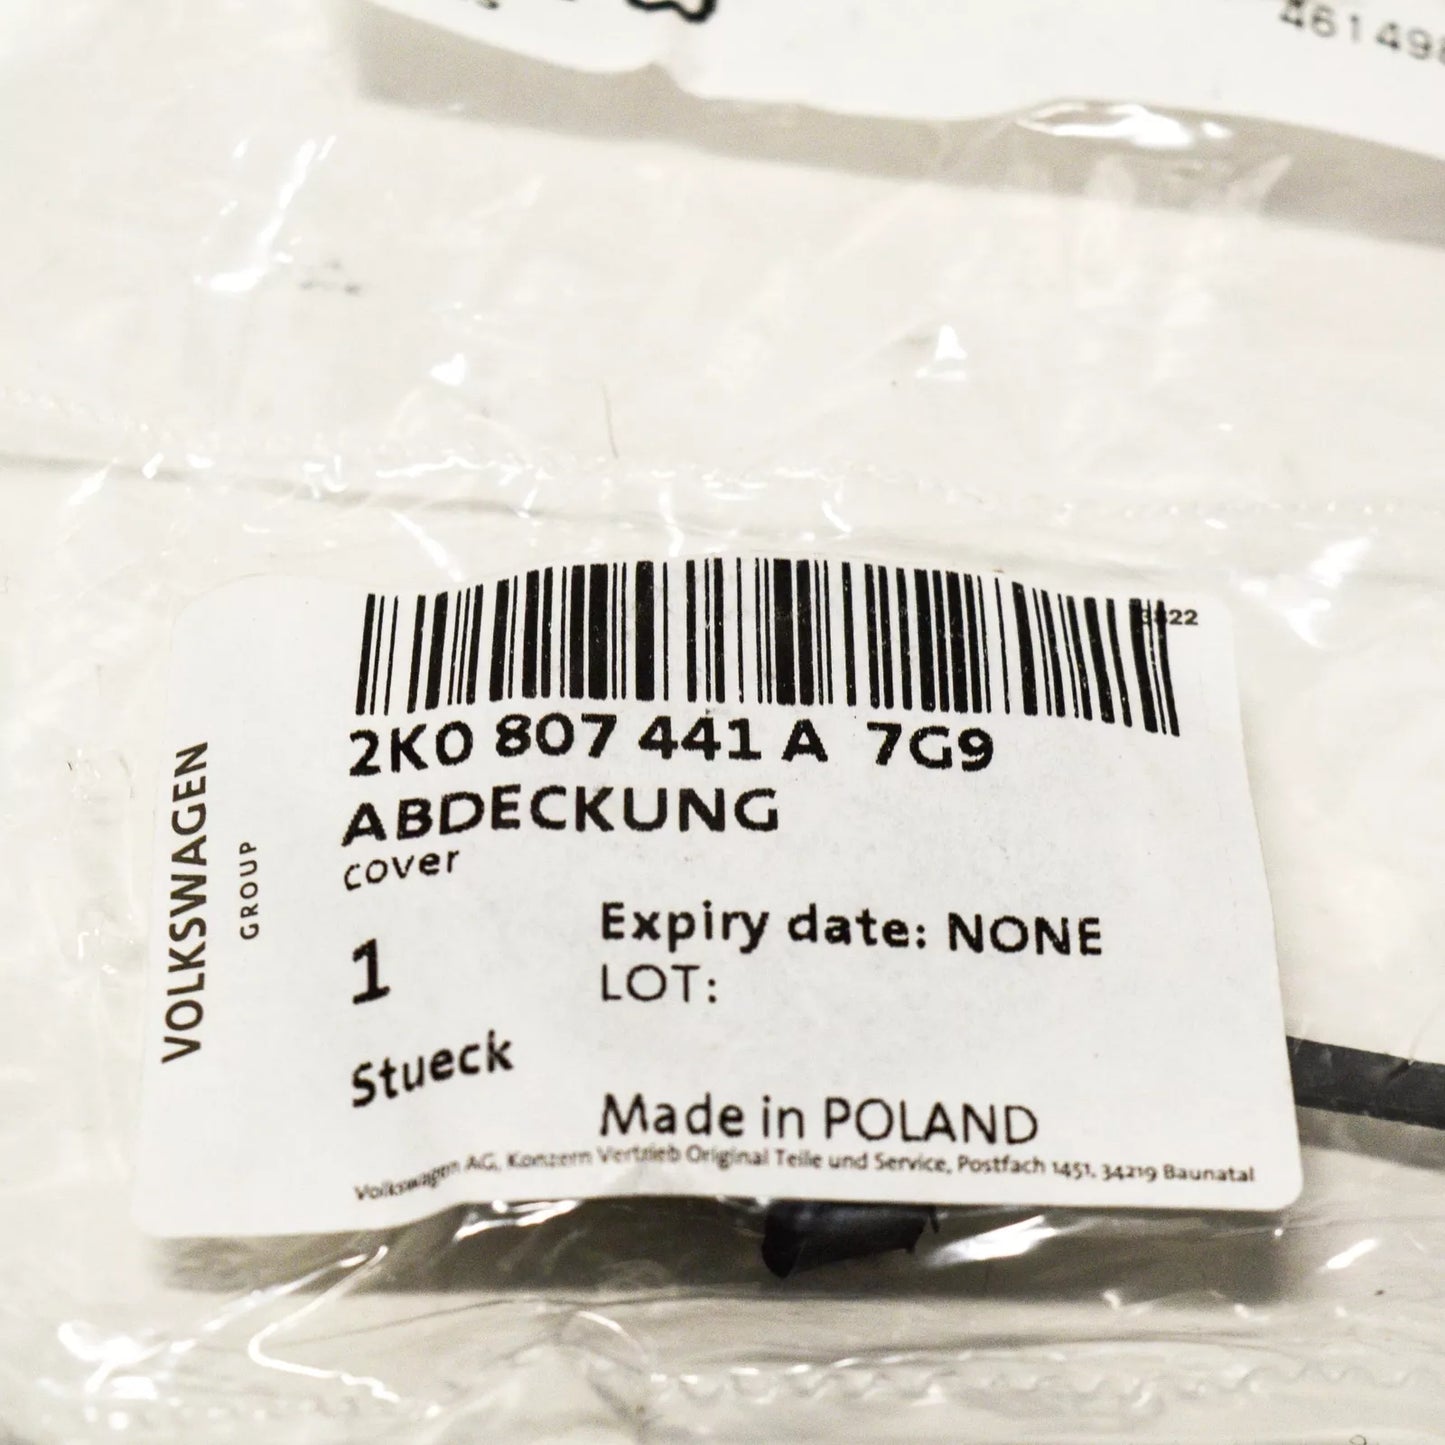 46149
2K0 807 441 A 7G9
ABDECKUNG
cover
1
Stueck
Expiry date: NONE
LOT:
Made in POLAND
Volkswagen AG, Konzern Vertrieb Original Teile und Service, Postfach 1451, 34219 Baunatal
VOLKSWAGEN
GROUP